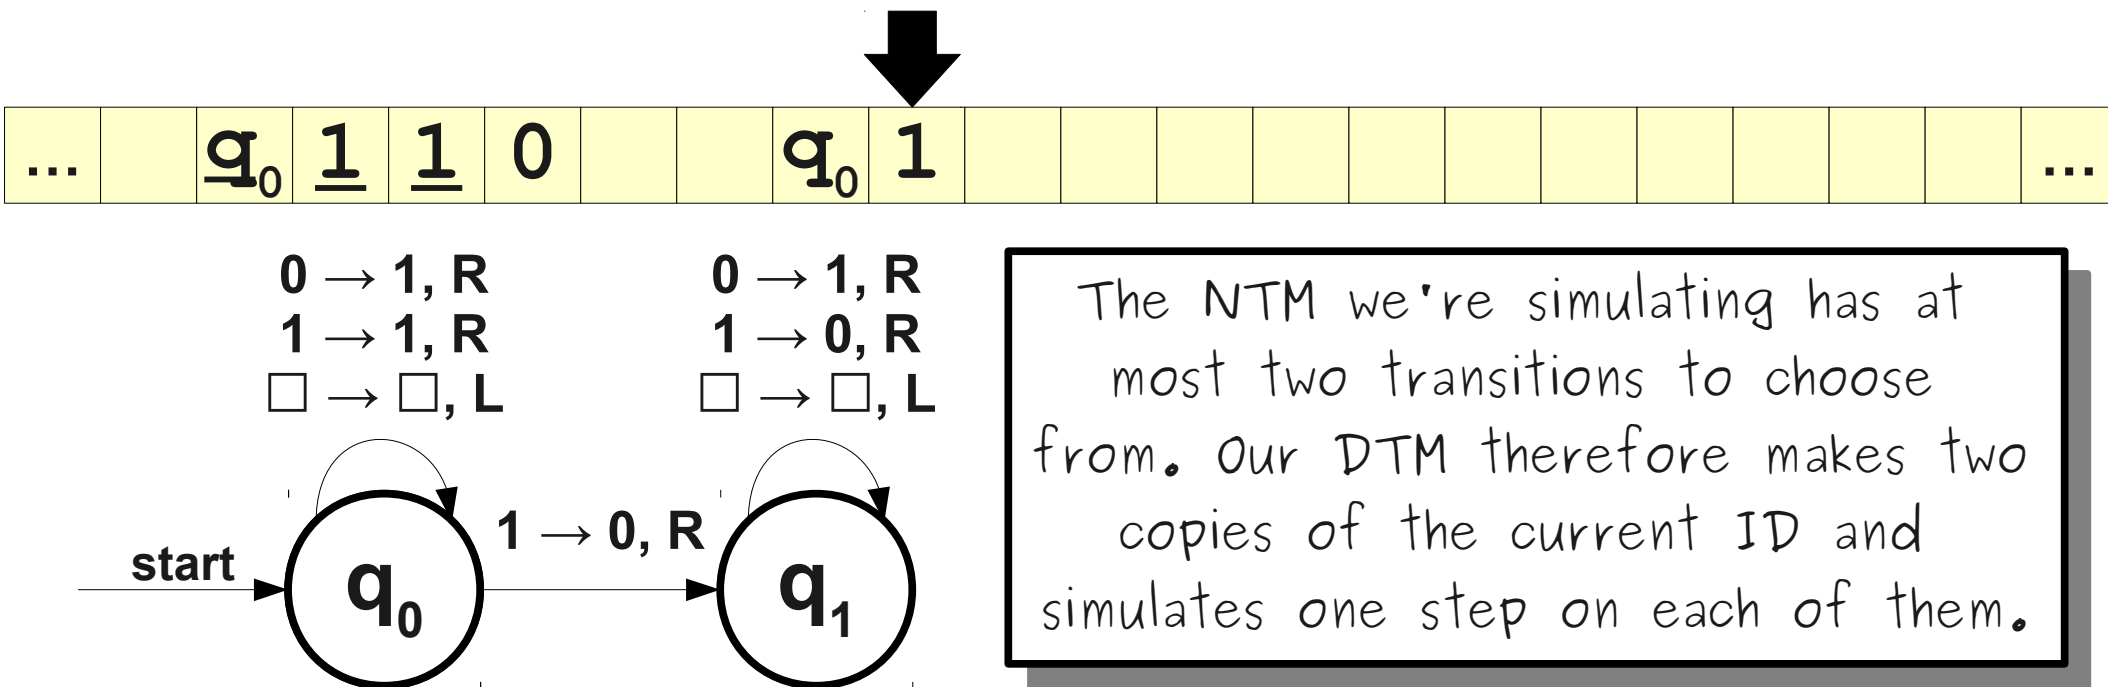 ... q₀ 1 1 0 q₀ 1 ...
0 → 1, R
1 → 1, R
□ → □, L
0 → 1, R
1 → 0, R
□ → □, L
start
q₀
1 → 0, R
q₁
The NTM we're simulating has at
most two transitions to choose
from. Our DTM therefore makes two
copies of the current ID and
simulates one step on each of them.